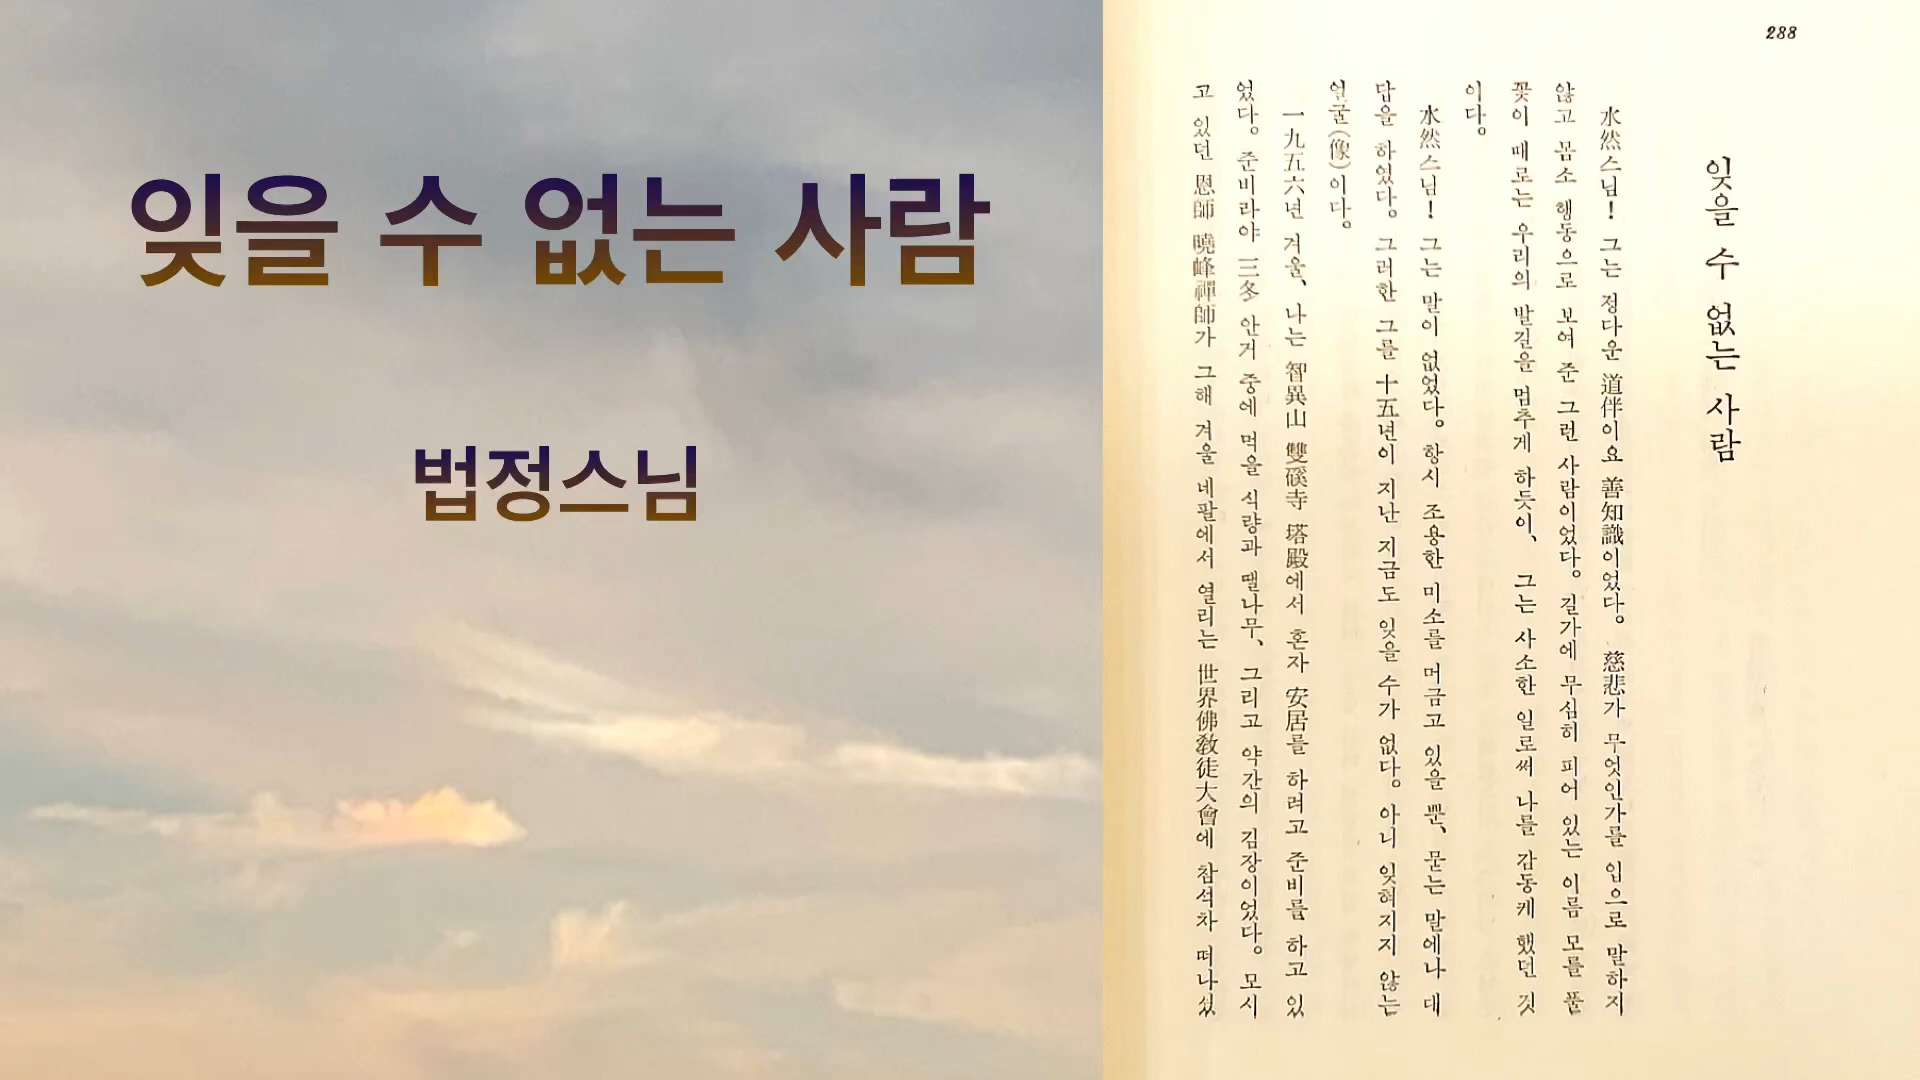 잊을 수 없는 사람
법정스님
288
잊을 수 없는 사람
水然스님! 그는 정다운 道伴이요 善知識이었다. 慈悲가 무엇인가를 입으로 말하지
않고 몸소 행동으로 보여 준 그런 사람이었다. 길가에 무심히 피어 있는 이름 모를 풀
꽃이 때로는 우리의 발길을 멈추게 하듯이, 그는 사소한 일로써 나를 감동케 했던 것
이다.
水然스님! 그는 말이 없었다. 항시 조용한 미소를 머금고 있을 뿐, 묻는 말에나 대
답을 하였다. 그러한 그를 十五년이 지난 지금도 잊을 수가 없다. 아니 잊혀지지 않는
얼굴(像)이다.
一九五六년 겨울, 나는 智異山 雙磎寺 塔殿에서 혼자 安居를 하려고 준비를 하고 있
었다. 준비라야 三冬 안거 중에 먹을 식량과 땔나무, 그리고 약간의 김장이었다. 모시
고 있던 恩師 曉峰禪師가 그해 겨울 네팔에서 열리는 世界佛敎徒大會에 참석차 떠나셨